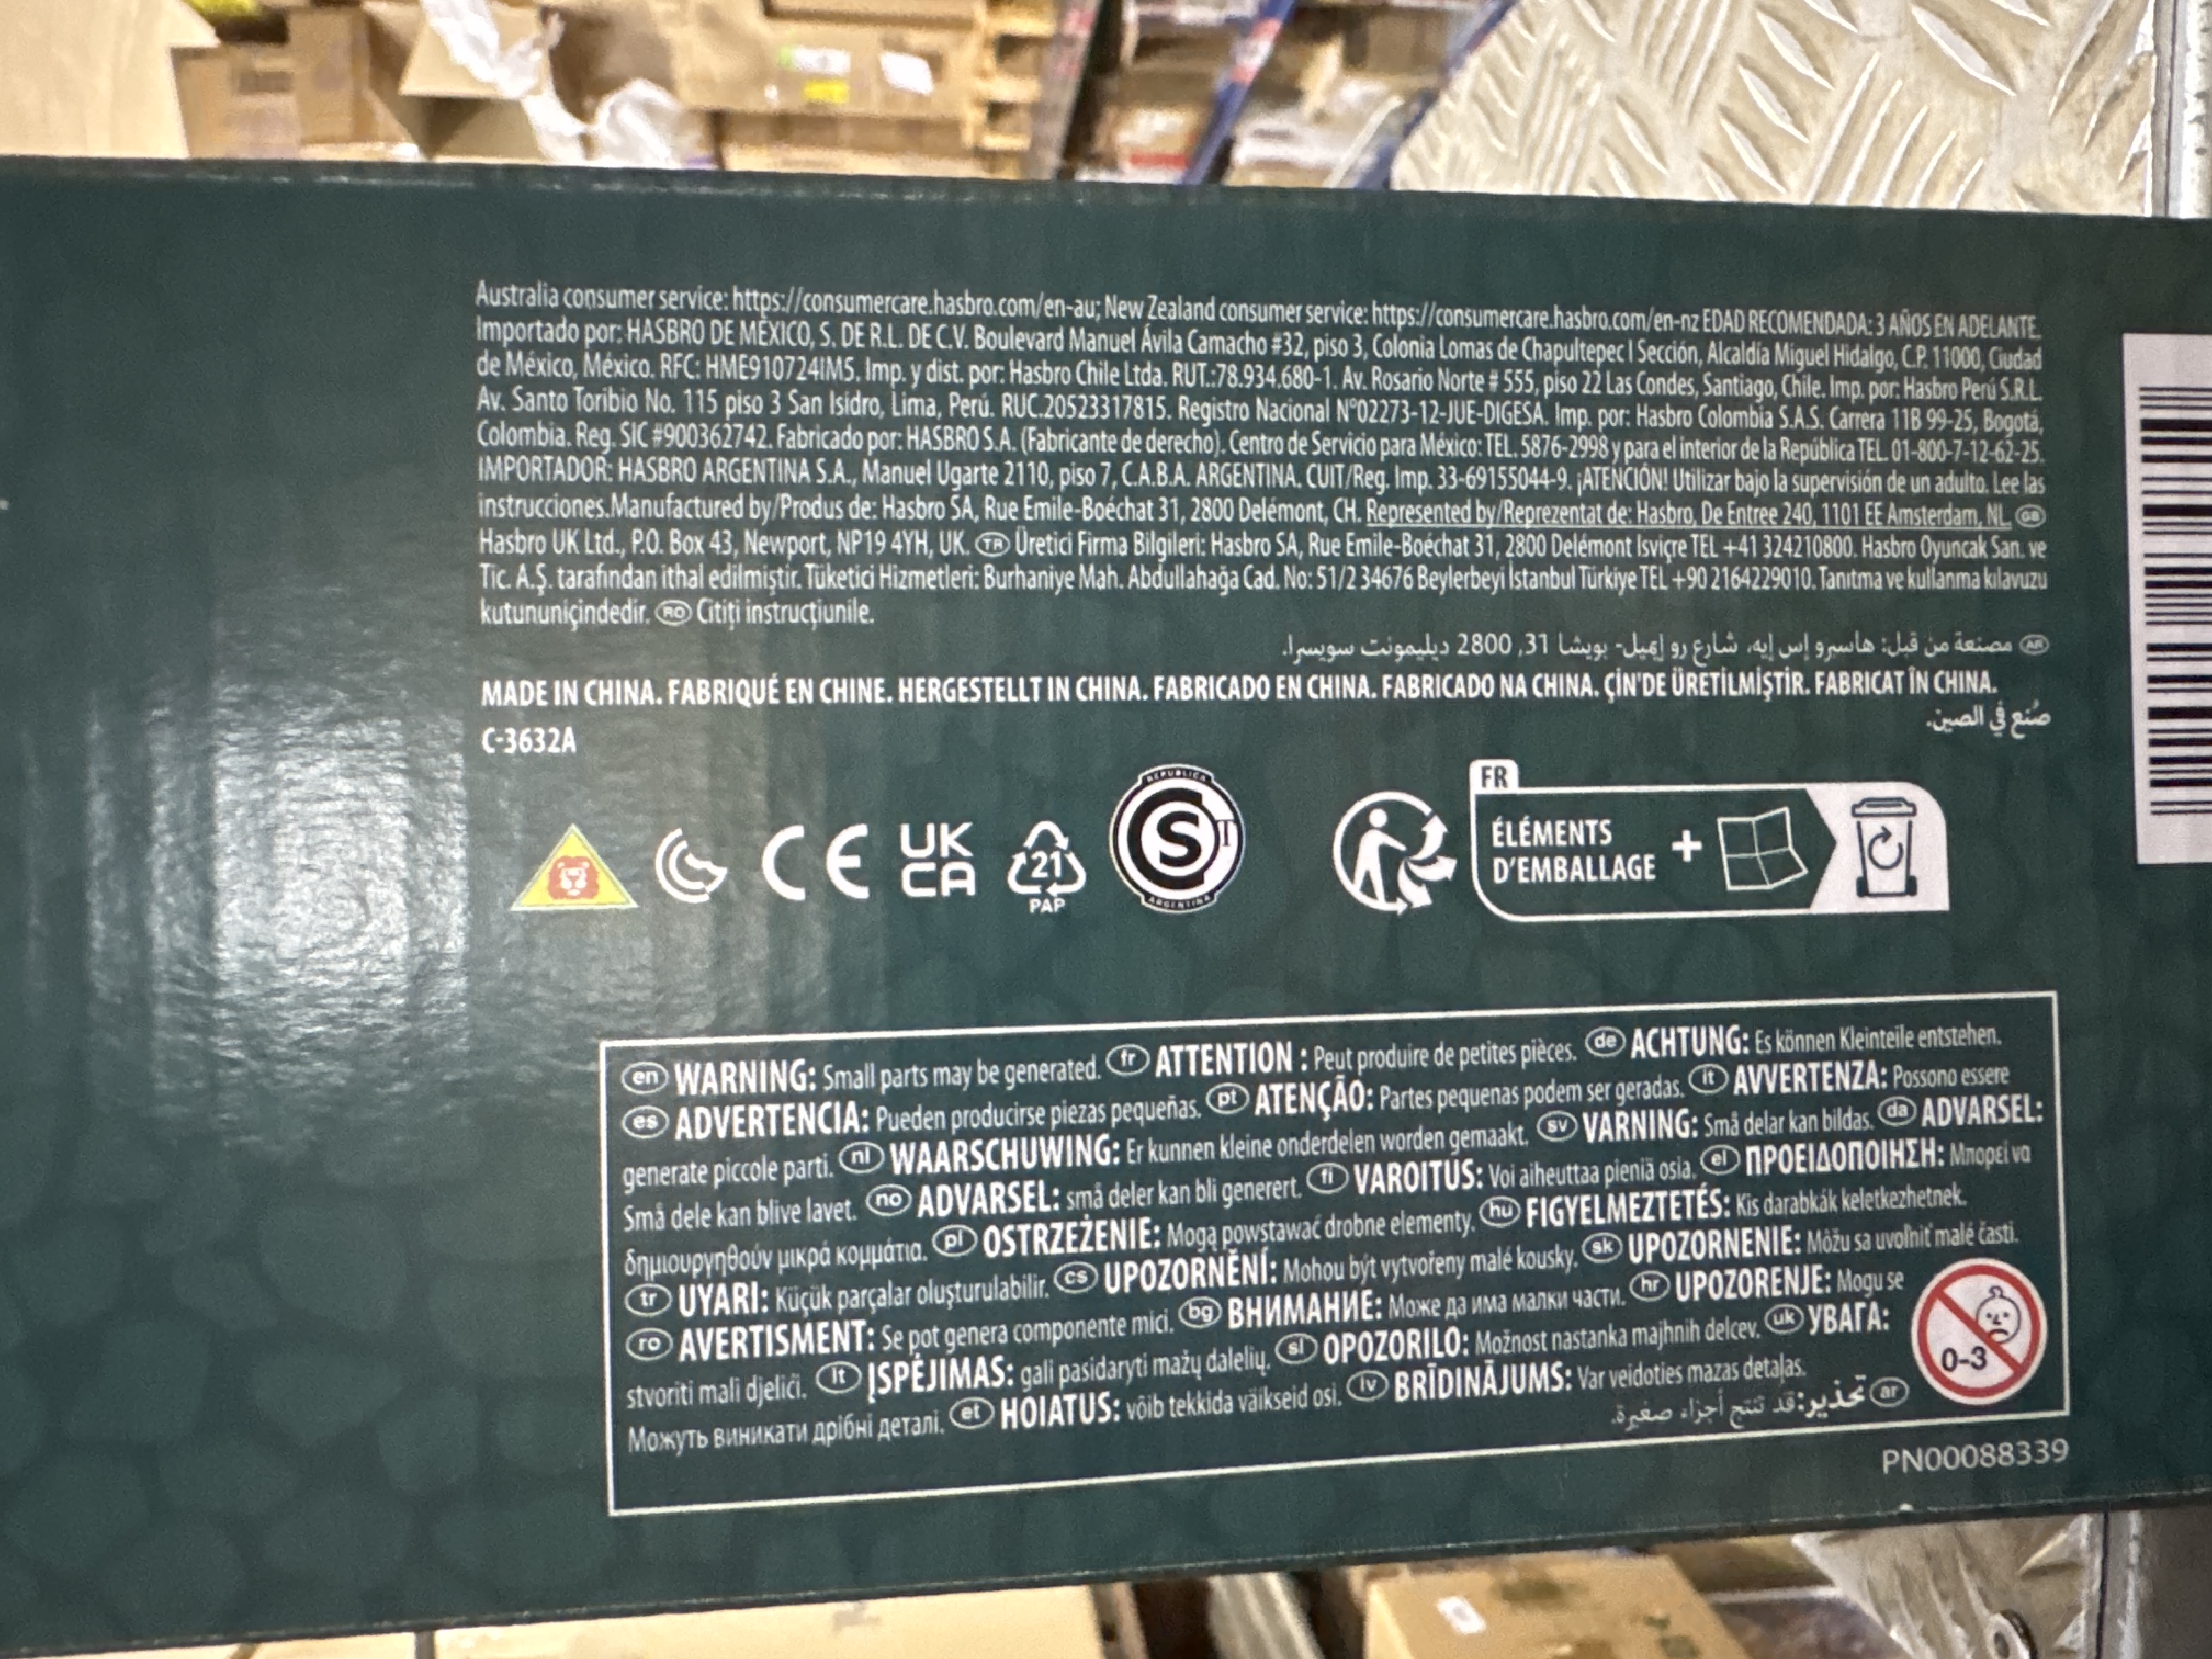 Australia consumer service: https://consumercare.hasbro.com/en-au; New Zealand consumer service: https://consumercare.hasbro.com/en-nz EDAD RECOMENDADA: 3 AÑOS EN ADELANTE.
Importado por: HASBRO DE MÉXICO, S. DE R.L. DE C.V. Boulevard Manuel Ávila Camacho #32, piso 3, Colonia Lomas de Chapultepec I Sección, Alcaldía Miguel Hidalgo, C.P. 11000, Ciudad
de México, México. RFC: HME910724IM5. Imp. y dist. por: Hasbro Chile Ltda. RUT.:78.934.680-1. Av. Rosario Norte # 555, piso 22 Las Condes, Santiago, Chile. Imp. por: Hasbro Perú S.R.L.
Av. Santo Toribio No. 115 piso 3 San Isidro, Lima, Perú. RUC.20523317815. Registro Nacional N°02273-12-JUE-DIGESA. Imp. por: Hasbro Colombia S.A.S. Carrera 11B 99-25, Bogotá,
Colombia. Reg. SIC #900362742. Fabricado por: HASBRO S.A. (Fabricante de derecho). Centro de Servicio para México: TEL. 5876-2998 y para el interior de la República TEL. 01-800-7-12-62-25.
IMPORTADOR: HASBRO ARGENTINA S.A., Manuel Ugarte 2110, piso 7, C.A.B.A. ARGENTINA. CUIT/Reg. Imp. 33-69155044-9. ¡ATENCIÓN! Utilizar bajo la supervisión de un adulto. Lee las
instrucciones.Manufactured by/Produs de: Hasbro SA, Rue Emile-Boéchat 31, 2800 Delémont, CH. Represented by/Reprezentat de: Hasbro, De Entree 240, 1101 EE Amsterdam, NL. GB
Hasbro UK Ltd., P.O. Box 43, Newport, NP19 4YH, UK. TR Üretici Firma Bilgileri: Hasbro SA, Rue Emile-Boéchat 31, 2800 Delémont Isviçre TEL +41 324210800. Hasbro Oyuncak San. ve
Tic. A.Ş. tarafından ithal edilmiştir. Tüketici Hizmetleri: Burhaniye Mah. Abdullahağa Cad. No: 51/2 34676 Beylerbeyi İstanbul Türkiye TEL +90 2164229010. Tanıtma ve kullanma kılavuzu
kutununiçindedir. RO Citiți instrucțiunile.
AR مصنعة من قبل: هاسبرو إس إيه، شارع رو إميل- بويشا 31, 2800 ديليمونت سويسرا.
MADE IN CHINA. FABRIQUÉ EN CHINE. HERGESTELLT IN CHINA. FABRICADO EN CHINA. FABRICADO NA CHINA. ÇİN'DE ÜRETİLMİŞTİR. FABRICAT ÎN CHINA.
صُنع في الصين.
C-3632A
CE UK CA 21 PAP
REPUBLICA S T ARGENTINA
FR
ÉLÉMENTS
D'EMBALLAGE +
en WARNING: Small parts may be generated. fr ATTENTION : Peut produire de petites pièces. de ACHTUNG: Es können Kleinteile entstehen.
es ADVERTENCIA: Pueden producirse piezas pequeñas. pt ATENÇÃO: Partes pequenas podem ser geradas. it AVVERTENZA: Possono essere
generate piccole parti. nl WAARSCHUWING: Er kunnen kleine onderdelen worden gemaakt. sv VARNING: Små delar kan bildas. da ADVARSEL:
Små dele kan blive lavet. no ADVARSEL: små deler kan bli generert. fi VAROITUS: Voi aiheuttaa pieniä osia. el ΠΡΟΕΙΔΟΠΟΙΗΣΗ: Μπορεί να
δημιουργηθούν μικρά κομμάτια. pl OSTRZEŻENIE: Mogą powstawać drobne elementy. hu FIGYELMEZTETÉS: Kis darabkák keletkezhetnek.
tr UYARI: Küçük parçalar oluşturulabilir. cs UPOZORNĚNÍ: Mohou být vytvořeny malé kousky. sk UPOZORNENIE: Môžu sa uvoľniť malé časti.
ro AVERTISMENT: Se pot genera componente mici. bg ВНИМАНИЕ: Може да има малки части. hr UPOZORENJE: Mogu se
stvoriti mali djelići. lt ĮSPĖJIMAS: gali pasidaryti mažų dalelių. sl OPOZORILO: Možnost nastanka majhnih delcev. uk УВАГА:
Можуть виникати дрібні деталі. et HOIATUS: võib tekkida väikseid osi. lv BRĪDINĀJUMS: Var veidoties mazas detaļas.
ar تحذير: قد تنتج أجزاء صغيرة.
0-3
PN00088339